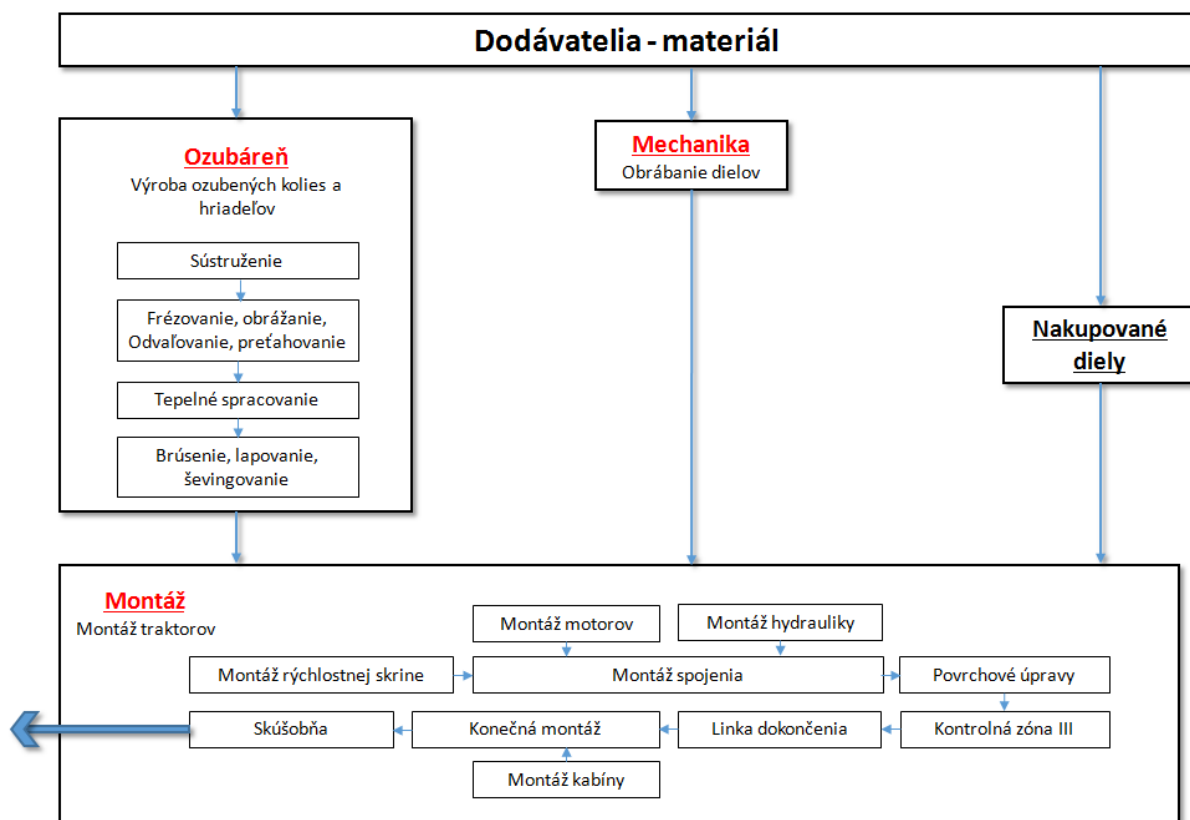 Dodávatelia - materiál
Ozubáreň
Výroba ozubených kolies a
hriadeľov
Sústruženie
Frézovanie, obrážanie,
Odvaľovanie, preťahovanie
Tepelné spracovanie
Brúsenie, lapovanie,
ševingovanie
Mechanika
Obrábanie dielov
Nakupované
diely
Montáž
Montáž traktorov
Montáž motorov
Montáž hydrauliky
Montáž rýchlostnej skrine
Montáž spojenia
Povrchové úpravy
Skúšobňa
Konečná montáž
Linka dokončenia
Kontrolná zóna III
Montáž kabíny